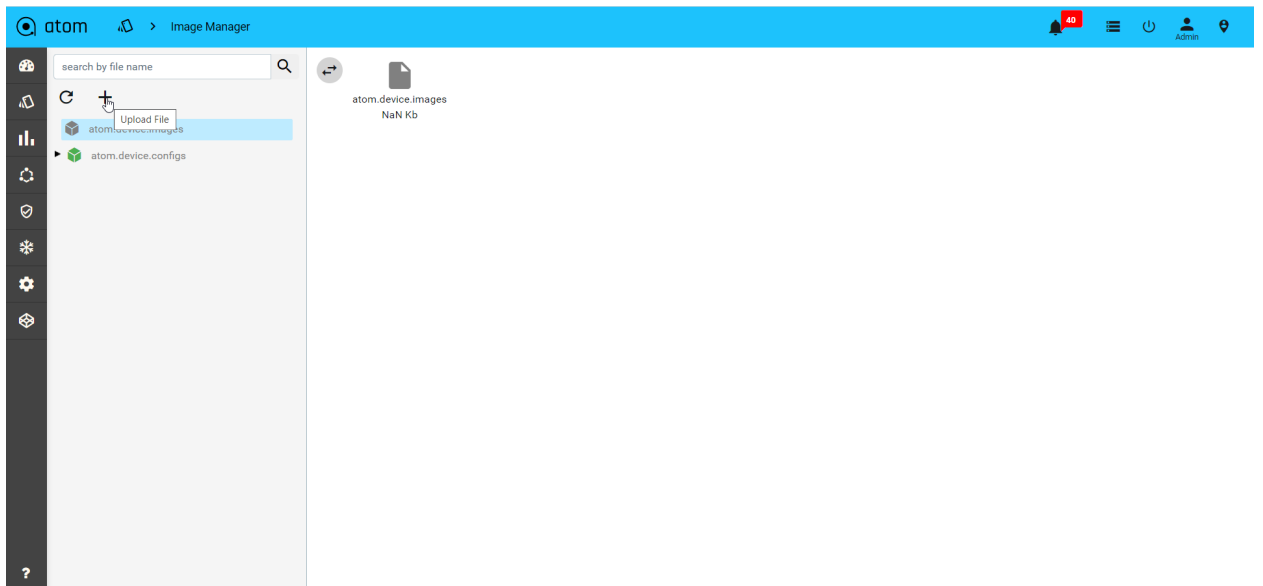 atom > Image Manager
40
Admin
search by file name
Upload File
atom.device.images
atom.device.configs
atom.device.images
NaN Kb
?